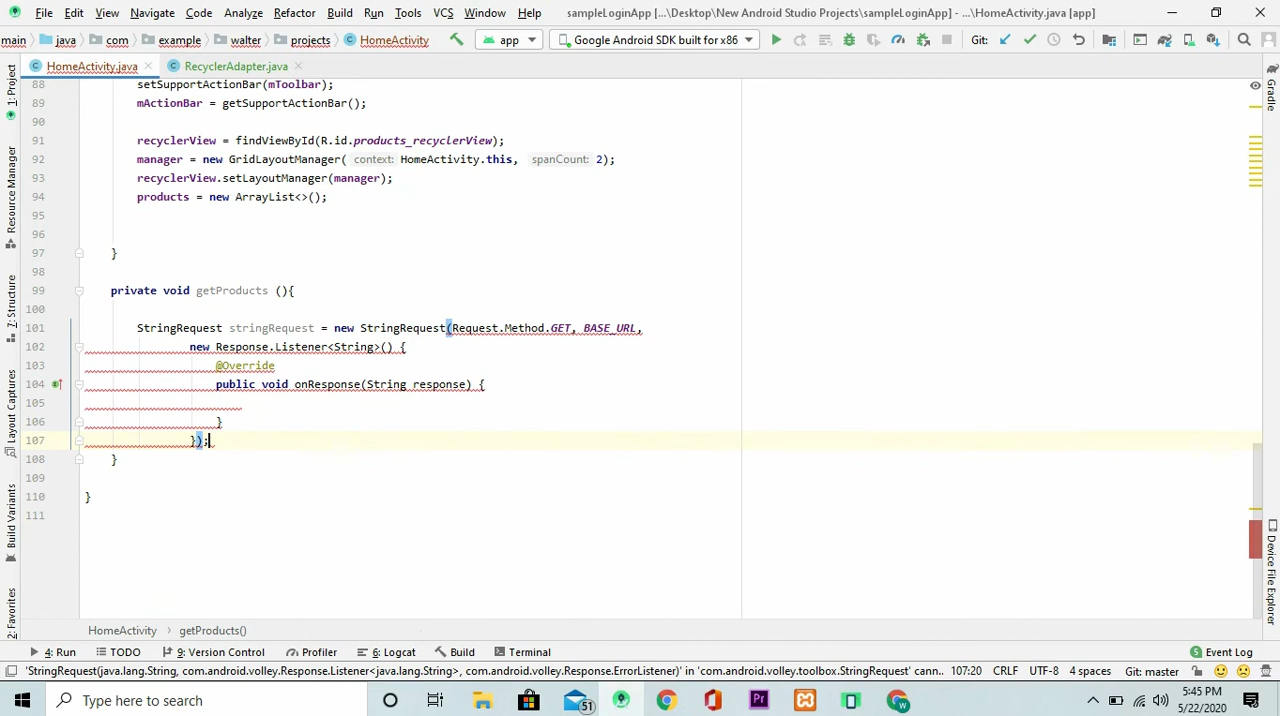 File Edit View Navigate Code Analyze Refactor Build Run Tools VCS Window Help sampleLoginApp [...\Desktop\New Android Studio Projects\sampleLoginApp] - ...\HomeActivity.java [app]
main java com example walter projects HomeActivity app Google Android SDK built for x86 Git:
HomeActivity.java RecyclerAdapter.java
88 setSupportActionBar(mToolbar);
89 mActionBar = getSupportActionBar();
90
91 recyclerView = findViewById(R.id.products_recyclerView);
92 manager = new GridLayoutManager( context: HomeActivity.this, spanCount: 2);
93 recyclerView.setLayoutManager(manager);
94 products = new ArrayList<>();
95
96
97 }
98
99 private void getProducts (){
100
101 StringRequest stringRequest = new StringRequest(Request.Method.GET, BASE_URL,
102 new Response.Listener<String>() {
103 @Override
104 public void onResponse(String response) {
105
106 }
107 });
108 }
109
110 }
111
1: Project
Resource Manager
7: Structure
Layout Captures
Build Variants
2: Favorites
Gradle
Device File Explorer
HomeActivity getProducts()
4: Run TODO 9: Version Control Profiler 6: Logcat Build Terminal Event Log
'StringRequest(java.lang.String, com.android.volley.Response.Listener<java.lang.String>, com.android.volley.Response.ErrorListener)' in 'com.android.volley.toolbox.StringRequest' cann... 107:20 CRLF UTF-8 4 spaces Git: master
Type here to search 51 5:45 PM
5/22/2020